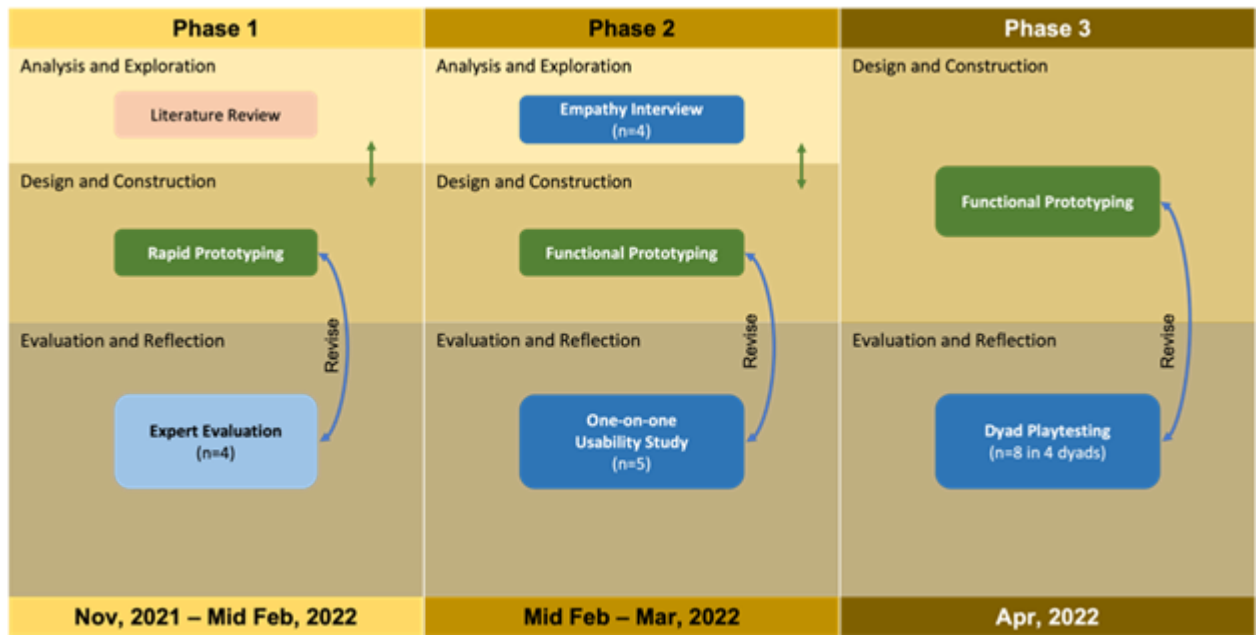 Phase 1
Analysis and Exploration
Literature Review
Design and Construction
Rapid Prototyping
Revise
Evaluation and Reflection
Expert Evaluation
(n=4)
Nov, 2021 – Mid Feb, 2022
Phase 2
Analysis and Exploration
Empathy Interview
(n=4)
Design and Construction
Functional Prototyping
Revise
Evaluation and Reflection
One-on-one
Usability Study
(n=5)
Mid Feb – Mar, 2022
Phase 3
Design and Construction
Functional Prototyping
Revise
Evaluation and Reflection
Dyad Playtesting
(n=8 in 4 dyads)
Apr, 2022